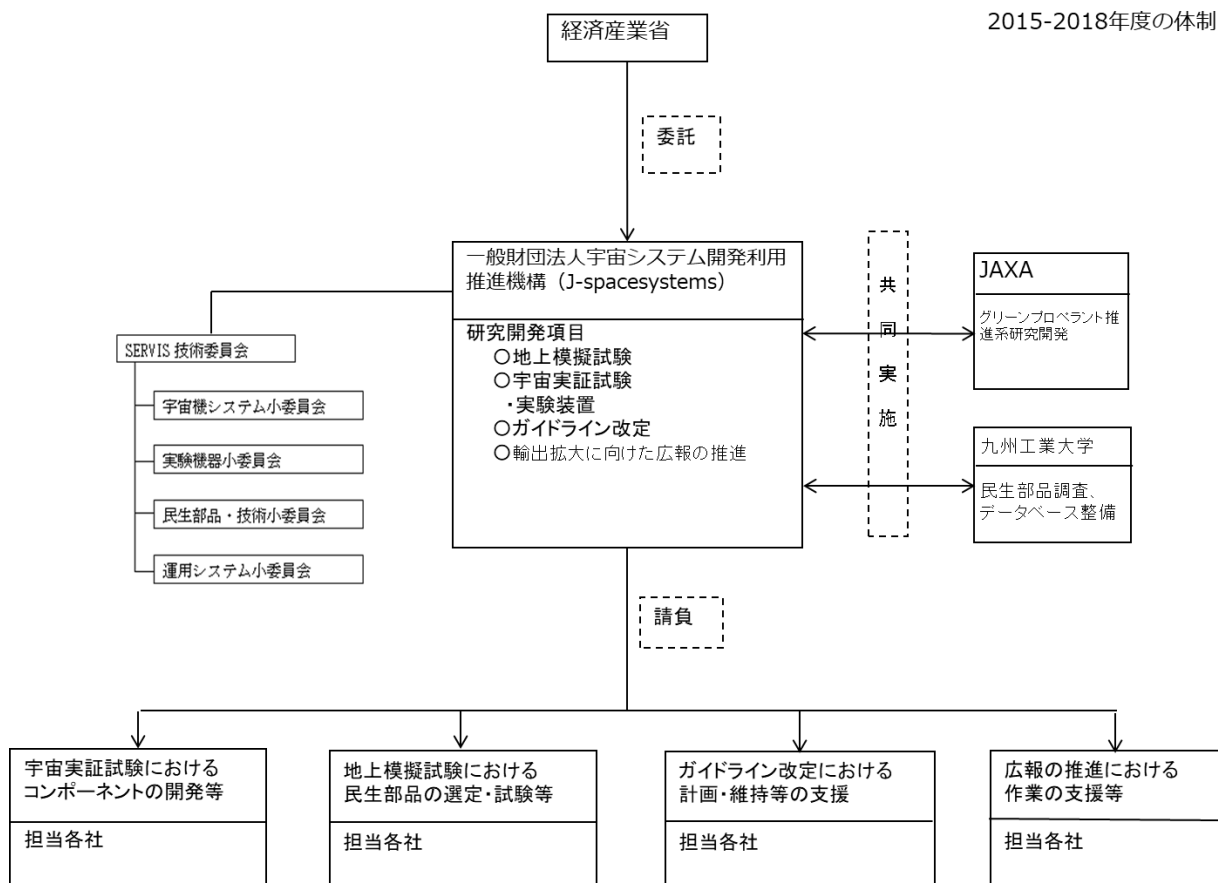 2015-2018年度の体制
経済産業省
委託
一般財団法人宇宙システム開発利用
推進機構（J-spacesystems）
研究開発項目
○地上模擬試験
○宇宙実証試験
・実験装置
○ガイドライン改定
○輸出拡大に向けた広報の推進
SERVIS 技術委員会
宇宙機システム小委員会
実験機器小委員会
民生部品・技術小委員会
運用システム小委員会
共
同
実
施
JAXA
グリーンプロペラント推
進系研究開発
九州工業大学
民生部品調査、
データベース整備
請負
宇宙実証試験における
コンポーネントの開発等
担当各社
地上模擬試験における
民生部品の選定・試験等
担当各社
ガイドライン改定における
計画・維持等の支援
担当各社
広報の推進における
作業の支援等
担当各社